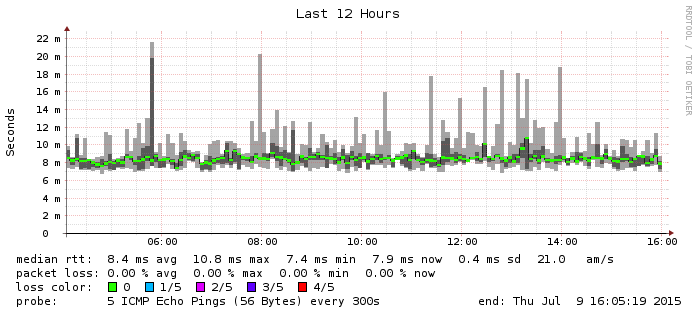 Last 12 Hours
RRDTOOL / TOBI OETIKER
Seconds
22 m
20 m
18 m
16 m
14 m
12 m
10 m
8 m
6 m
4 m
2 m
0
06:00 08:00 10:00 12:00 14:00 16:00
median rtt: 8.4 ms avg 10.8 ms max 7.4 ms min 7.9 ms now 0.4 ms sd 21.0 am/s
packet loss: 0.00 % avg 0.00 % max 0.00 % min 0.00 % now
loss color: 0 1/5 2/5 3/5 4/5
probe: 5 ICMP Echo Pings (56 Bytes) every 300s end: Thu Jul 9 16:05:19 2015